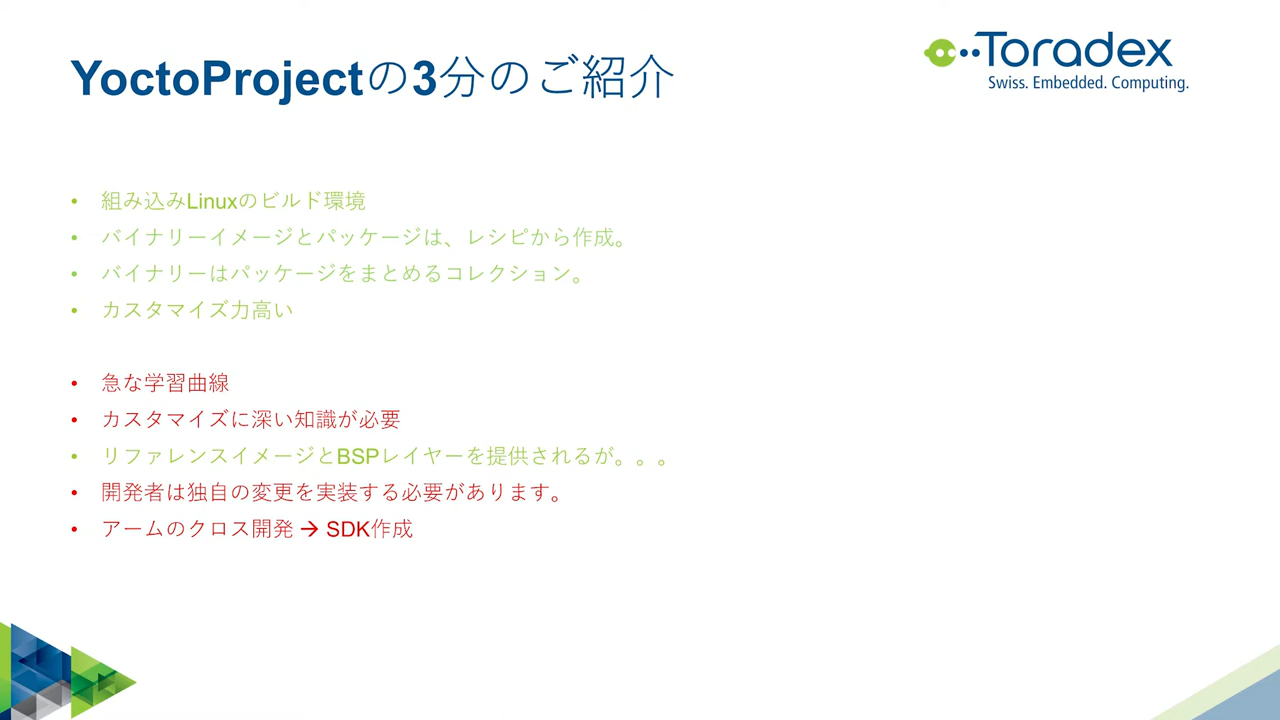 YoctoProjectの3分のご紹介
Toradex
Swiss. Embedded. Computing.
• 組み込みLinuxのビルド環境
• バイナリーイメージとパッケージは、レシピから作成。
• バイナリーはパッケージをまとめるコレクション。
• カスタマイズ力高い
• 急な学習曲線
• カスタマイズに深い知識が必要
• リファレンスイメージとBSPレイヤーを提供されるが。。。
• 開発者は独自の変更を実装する必要があります。
• アームのクロス開発 → SDK作成